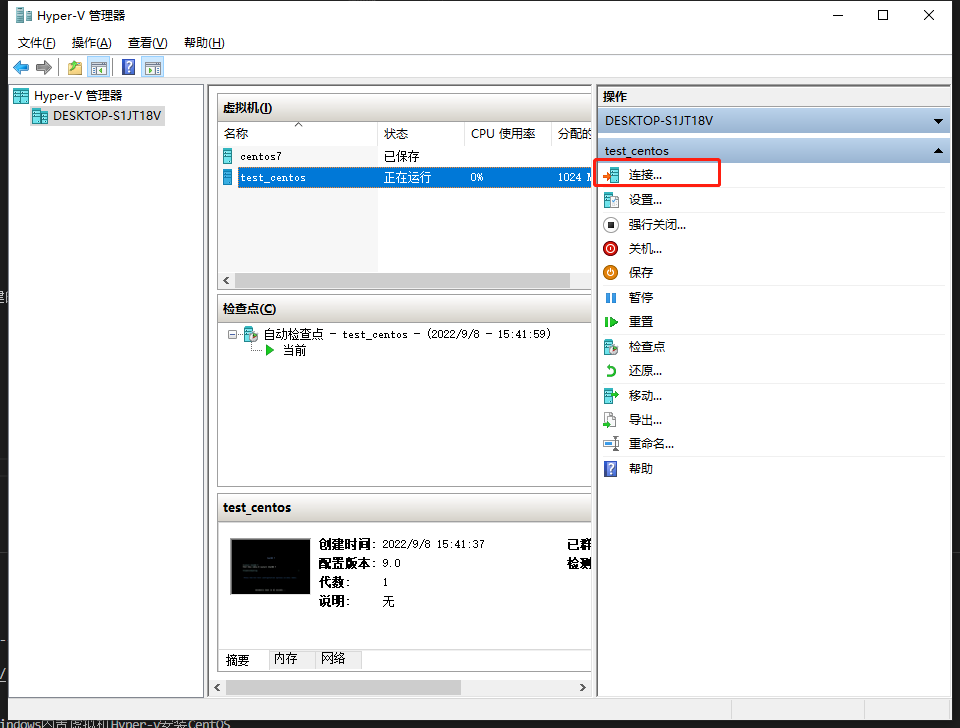 Hyper-V 管理器
文件(F) 操作(A) 查看(V) 帮助(H)
Hyper-V 管理器
DESKTOP-S1JT18V
虚拟机(I)
名称 状态 CPU 使用率 分配的
centos7 已保存
test_centos 正在运行 0% 1024 M
检查点(C)
自动检查点 - test_centos - (2022/9/8 - 15:41:59)
当前
test_centos
创建时间: 2022/9/8 15:41:37 已群
配置版本: 9.0 检测
代数: 1
说明: 无
摘要 内存 网络
操作
DESKTOP-S1JT18V
test_centos
连接...
设置...
强行关闭...
关机...
保存
暂停
重置
检查点
还原...
移动...
导出...
重命名...
帮助
indows内置虚拟机Hyper-V安装CentOS